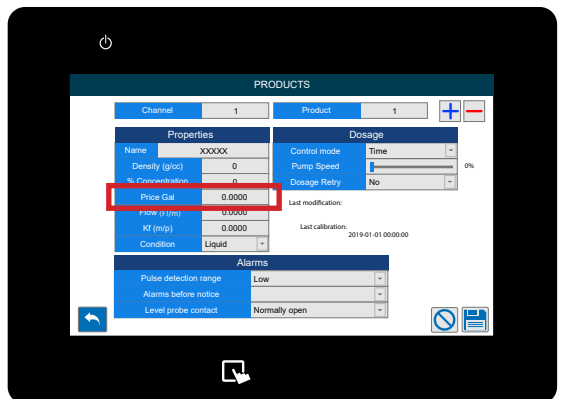 PRODUCTS
Channel 1 Product 1
Properties
Name XXXXX
Density (g/cc) 0
% Concentration 0
Price Gal 0.0000
Flow (Fl/m) 0.0000
Kf (m/p) 0.0000
Condition Liquid
Dosage
Control mode Time
Pump Speed 0%
Dosage Retry No
Last modification:
Last calibration:
2019-01-01 00:00:00
Alarms
Pulse detection range Low
Alarms before notice
Level probe contact Normally open